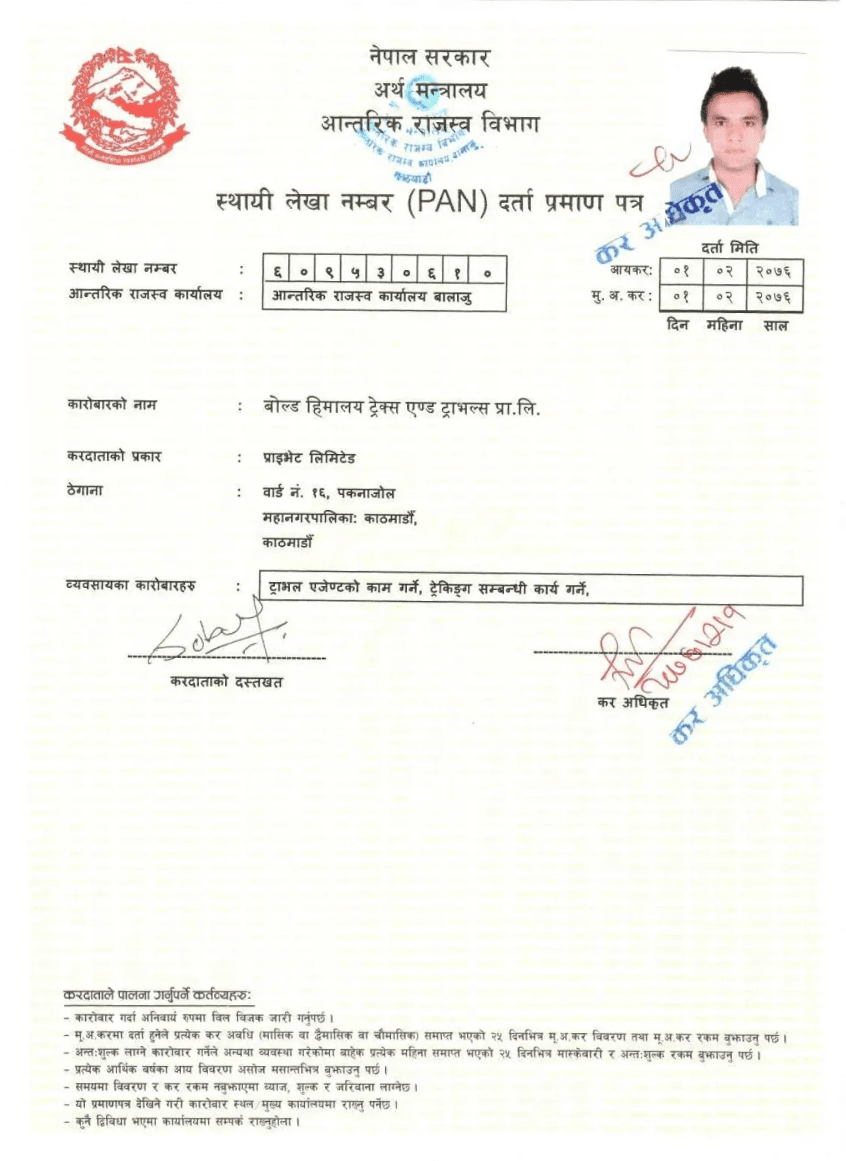 नेपाल सरकार
अर्थ मन्त्रालय
आन्तरिक राजस्व विभाग
स्थायी लेखा नम्बर (PAN) दर्ता प्रमाण पत्र
कर अधिकृत
दर्ता मिति
स्थायी लेखा नम्बर : ६ ० १ ५ ३ ० ६ १ ०
आयकर: ०१ ०२ २०७६
आन्तरिक राजस्व कार्यालय : आन्तरिक राजस्व कार्यालय बालाजु
मु. अ. कर : ०१ ०२ २०७६
दिन महिना साल
कारोबारको नाम : बोल्ड हिमालय ट्रेक्स एण्ड ट्राभल्स प्रा.लि.
करदाताको प्रकार : प्राइभेट लिमिटेड
ठेगाना : वार्ड नं. १६, पकनाजोल
महानगरपालिका: काठमाडौँ,
काठमाडौँ
व्यवसायका कारोबारहरु : ट्राभल एजेण्टको काम गर्ने, ट्रेकिङ्ग सम्बन्धी कार्य गर्ने,
करदाताको दस्तखत
कर अधिकृत
कर अधिकृत
करदाताले पालना गर्नुपर्ने कर्तव्यहरु:
- कारोबार गर्दा अनिवार्य रुपमा विल विजक जारी गर्नुपर्छ ।
- मू.अ.करमा दर्ता हुनेले प्रत्येक कर अवधि (मासिक वा द्वैमासिक वा चौमासिक) समाप्त भएको २५ दिनभित्र मू.अ.कर विवरण तथा मू.अ.कर रकम बुझाउनु पर्छ ।
- अन्त:शुल्क लाग्ने कारोबार गर्नेले अन्यथा व्यवस्था गरेकोमा बाहेक प्रत्येक महिना समाप्त भएको २५ दिनभित्र मास्केवारी र अन्त:शुल्क रकम बुझाउनु पर्छ ।
- प्रत्येक आर्थिक वर्षका आय विवरण असोज मसान्तभित्र बुझाउनु पर्छ ।
- समयमा विवरण र कर रकम नबुझाएमा ब्याज, शुल्क र जरिवाना लाग्नेछ ।
- यो प्रमाणपत्र देखिने गरी कारोबार स्थल/मुख्य कार्यालयमा राख्नु पर्नेछ ।
- कुनै द्विविधा भएमा कार्यालयमा सम्पर्क राख्नुहोला ।